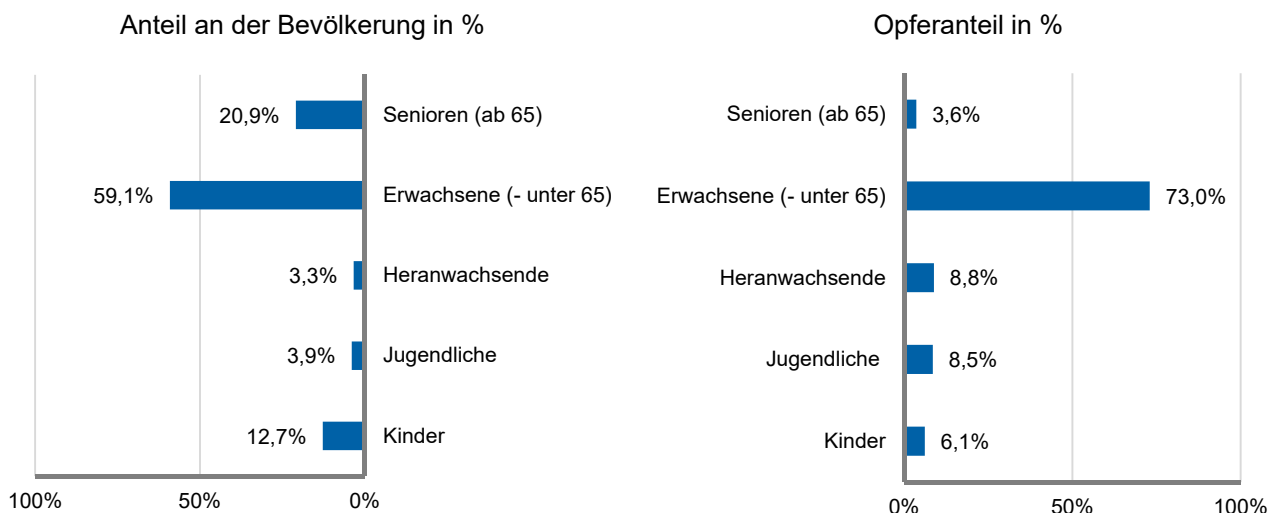 Anteil an der Bevölkerung in %
20,9% Senioren (ab 65)
59,1% Erwachsene (- unter 65)
3,3% Heranwachsende
3,9% Jugendliche
12,7% Kinder
100% 50% 0%
Opferanteil in %
Senioren (ab 65) 3,6%
Erwachsene (- unter 65) 73,0%
Heranwachsende 8,8%
Jugendliche 8,5%
Kinder 6,1%
0% 50% 100%